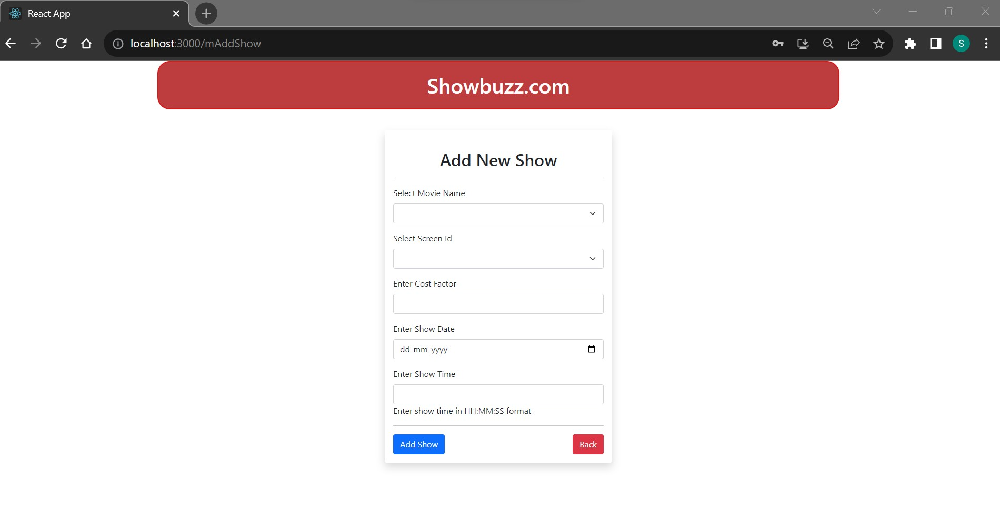 React App
localhost:3000/mAddShow
S
Showbuzz.com
Add New Show
Select Movie Name
Select Screen Id
Enter Cost Factor
Enter Show Date
dd-mm-yyyy
Enter Show Time
Enter show time in HH:MM:SS format
Add Show
Back